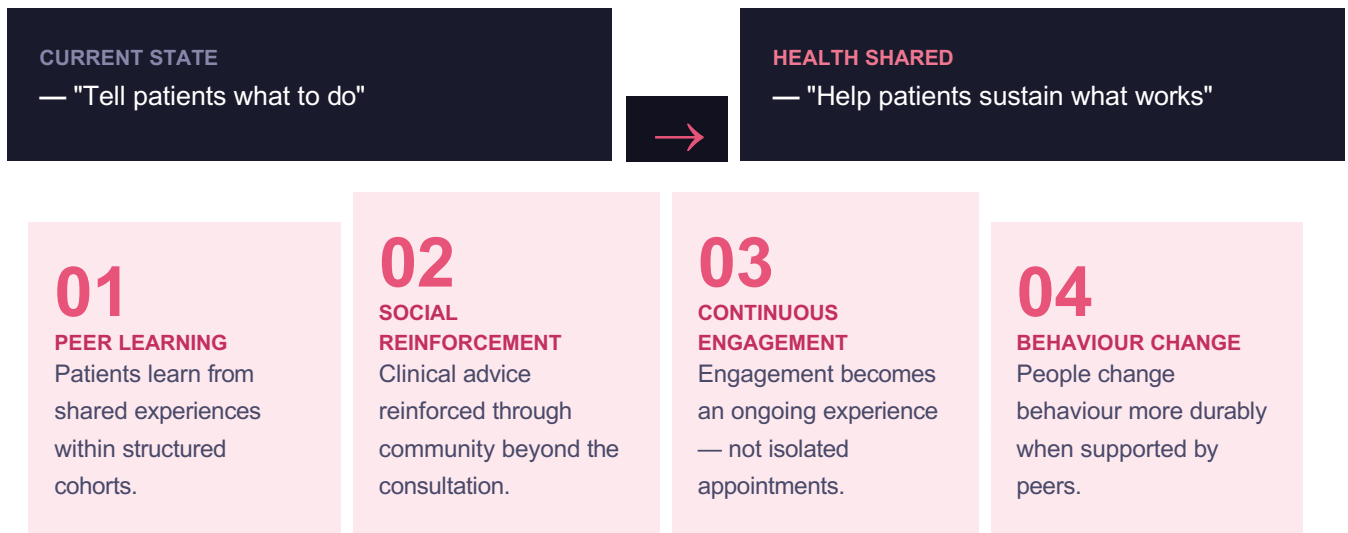 CURRENT STATE
— "Tell patients what to do"
→
HEALTH SHARED
— "Help patients sustain what works"
01
PEER LEARNING
Patients learn from
shared experiences
within structured
cohorts.
02
SOCIAL
REINFORCEMENT
Clinical advice
reinforced through
community beyond the
consultation.
03
CONTINUOUS
ENGAGEMENT
Engagement becomes
an ongoing experience
— not isolated
appointments.
04
BEHAVIOUR CHANGE
People change
behaviour more durably
when supported by
peers.